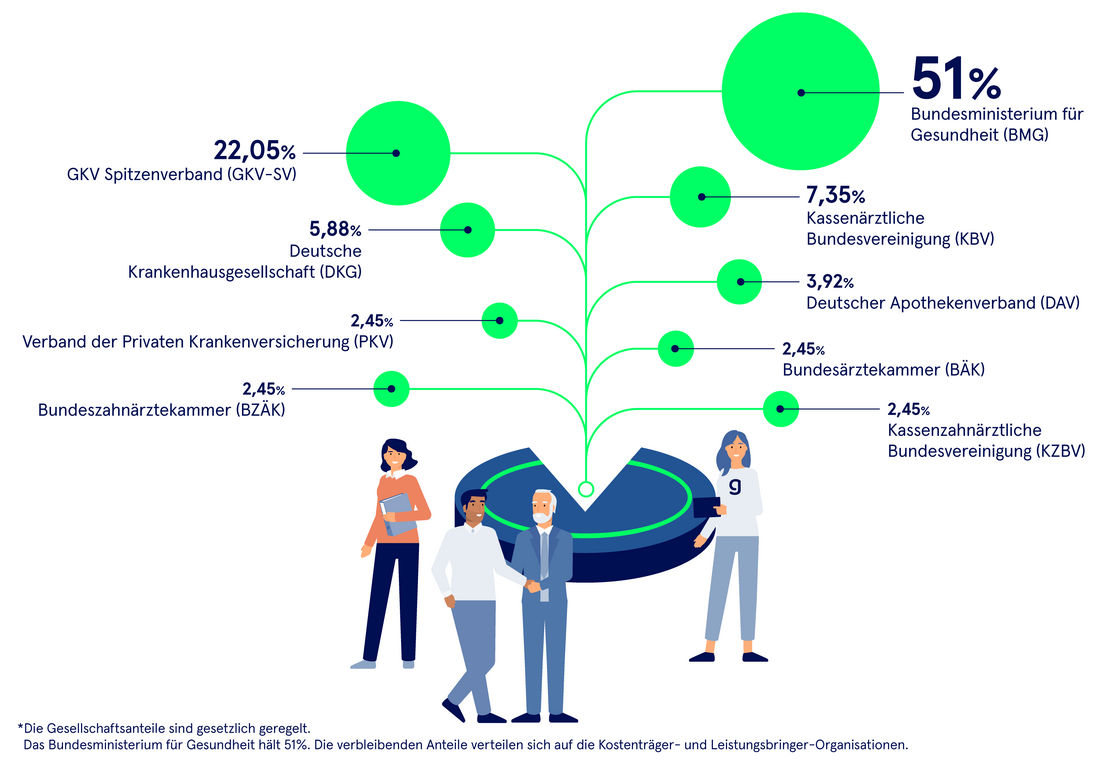 51%
Bundesministerium für
Gesundheit (BMG)
22,05%
GKV Spitzenverband (GKV-SV)
7,35%
Kassenärztliche
Bundesvereinigung (KBV)
5,88%
Deutsche
Krankenhausgesellschaft (DKG)
3,92%
Deutscher Apothekenverband (DAV)
2,45%
Verband der Privaten Krankenversicherung (PKV)
2,45%
Bundesärztekammer (BÄK)
2,45%
Bundeszahnärztekammer (BZÄK)
2,45%
Kassenzahnärztliche
Bundesvereinigung (KZBV)
g
*Die Gesellschaftsanteile sind gesetzlich geregelt.
Das Bundesministerium für Gesundheit hält 51%. Die verbleibenden Anteile verteilen sich auf die Kostenträger- und Leistungsbringer-Organisationen.